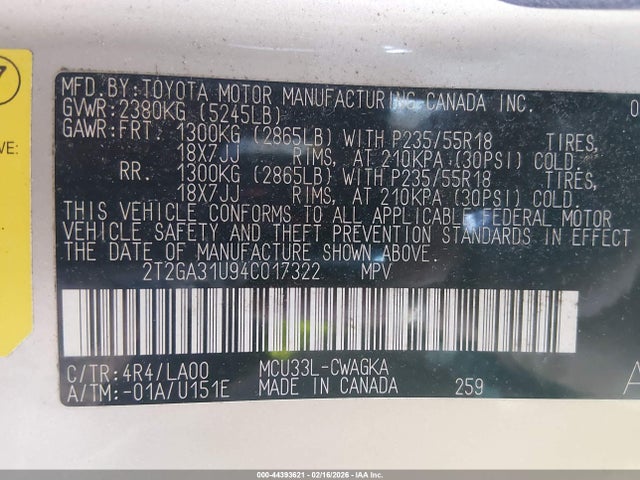 MFD.BY:TOYOTA MOTOR MANUFACTURING CANADA INC.
GVWR:2380KG (5245LB)
GAWR:FRT. 1300KG (2865LB) WITH P235/55R18 TIRES,
18X7JJ RIMS, AT 210KPA (30PSI) COLD.
RR. 1300KG (2865LB) WITH P235/55R18 TIRES,
18X7JJ RIMS, AT 210KPA (30PSI) COLD.
THIS VEHICLE CONFORMS TO ALL APPLICABLE FEDERAL MOTOR
VEHICLE SAFETY AND THEFT PREVENTION STANDARDS IN EFFECT
THE DATE OF MANUFACTURE SHOWN ABOVE.
2T2GA31U94C017322 MPV
C/TR:4R4/LA00 MCU33L-CWAGKA
A/TM:-01A/U151E MADE IN CANADA 259
000-44393621 - 02/16/2026 - IAAI.CA